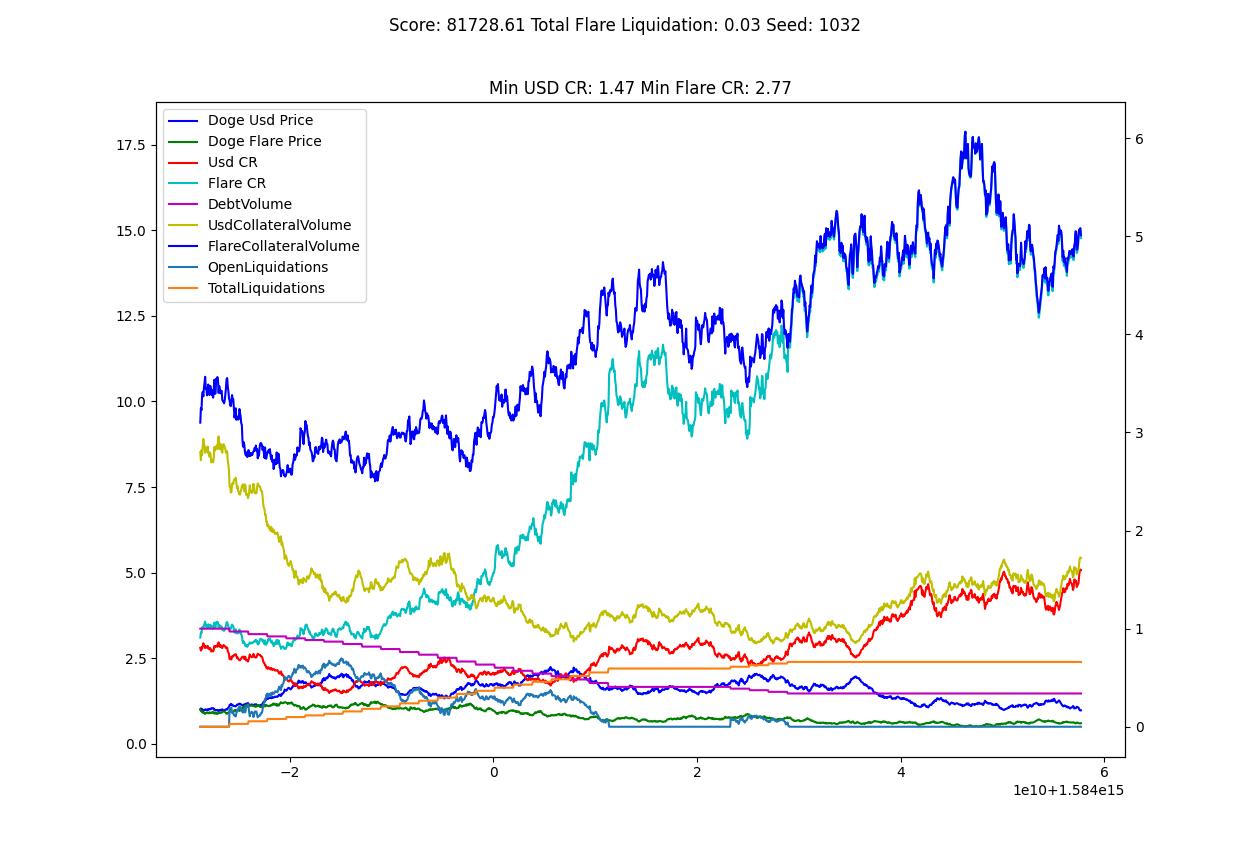 Score: 81728.61 Total Flare Liquidation: 0.03 Seed: 1032
Min USD CR: 1.47 Min Flare CR: 2.77
Doge Usd Price
Doge Flare Price
Usd CR
Flare CR
DebtVolume
UsdCollateralVolume
FlareCollateralVolume
OpenLiquidations
TotalLiquidations
17.5
15.0
12.5
10.0
7.5
5.0
2.5
0.0
6
5
4
3
2
1
0
−2 0 2 4 6
1e10+1.584e15